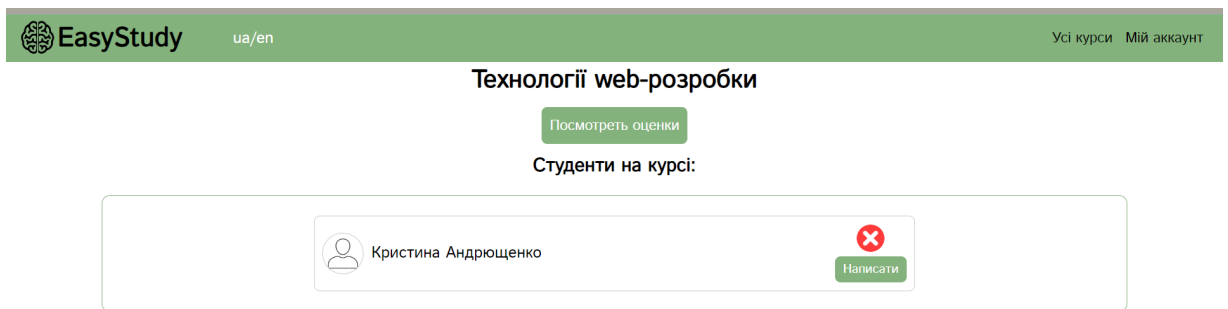 EasyStudy ua/en Усі курси Мій аккаунт
Технології web-розробки
Посмотреть оценки
Студенти на курсі:
Кристина Андрющенко
Написати